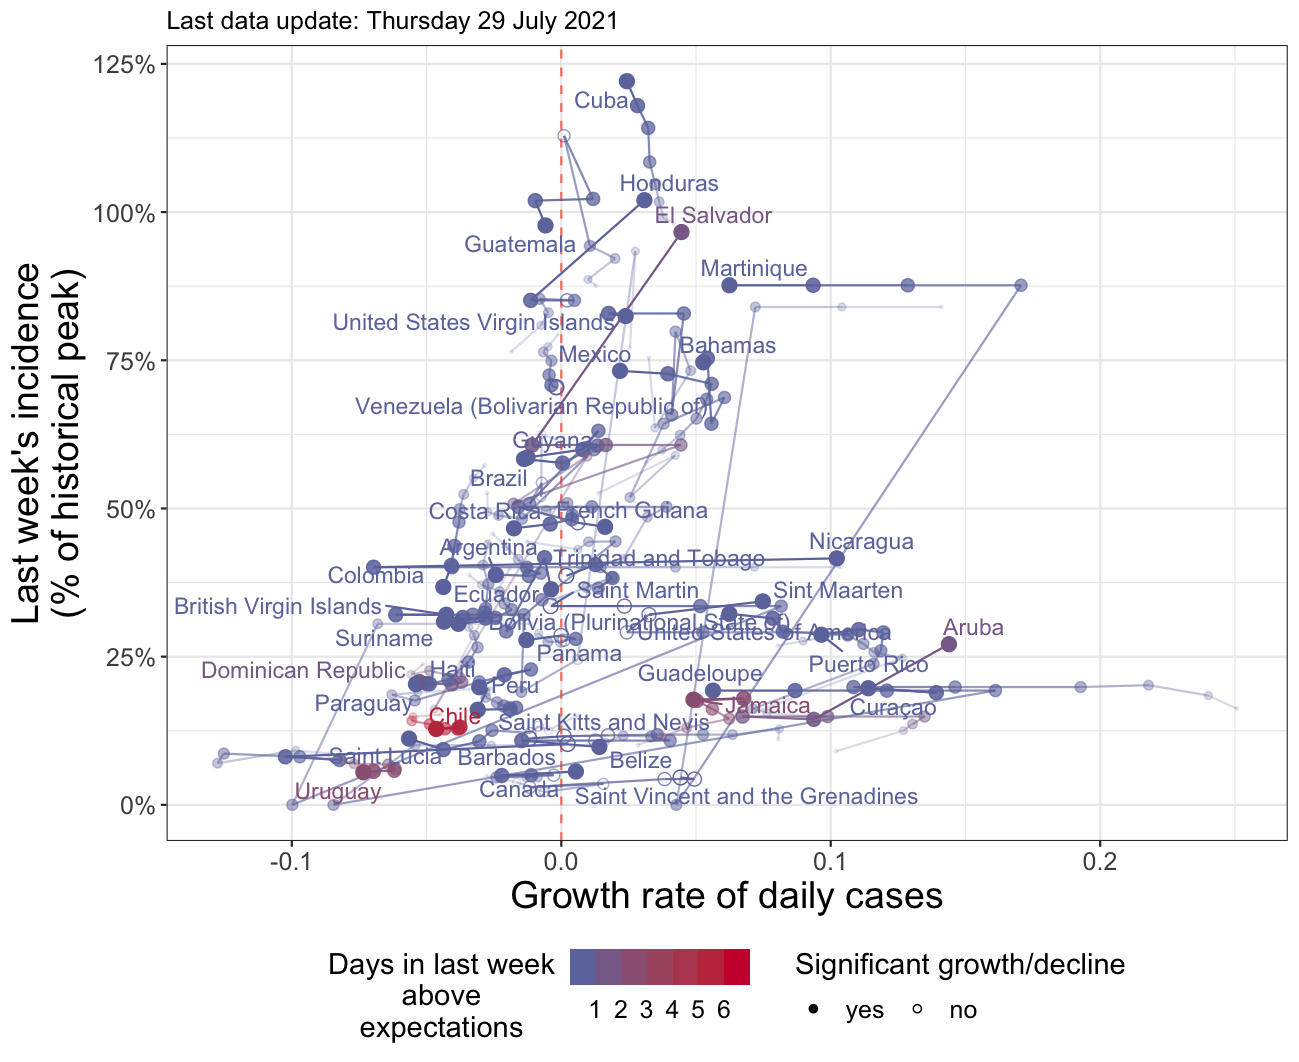 Last data update: Thursday 29 July 2021
Last week's incidence
(% of historical peak)
125%
100%
75%
50%
25%
0%
Cuba
Honduras
El Salvador
Guatemala
Martinique
United States Virgin Islands
Mexico
Bahamas
Venezuela (Bolivarian Republic of)
Guyana
Brazil
Costa Rica
French Guiana
Argentina
Trinidad and Tobago
Nicaragua
Colombia
Ecuador
Saint Martin
Sint Maarten
British Virgin Islands
Bolivia (Plurinational State of)
United States of America
Suriname
Aruba
Panama
Puerto Rico
Dominican Republic
Haiti
Guadeloupe
Peru
Paraguay
Jamaica
Curaçao
Chile
Saint Kitts and Nevis
Saint Lucia
Barbados
Belize
Uruguay
Canada
Saint Vincent and the Grenadines
-0.1
0.0
0.1
0.2
Growth rate of daily cases
Days in last week
above
expectations
1 2 3 4 5 6
Significant growth/decline
yes
no